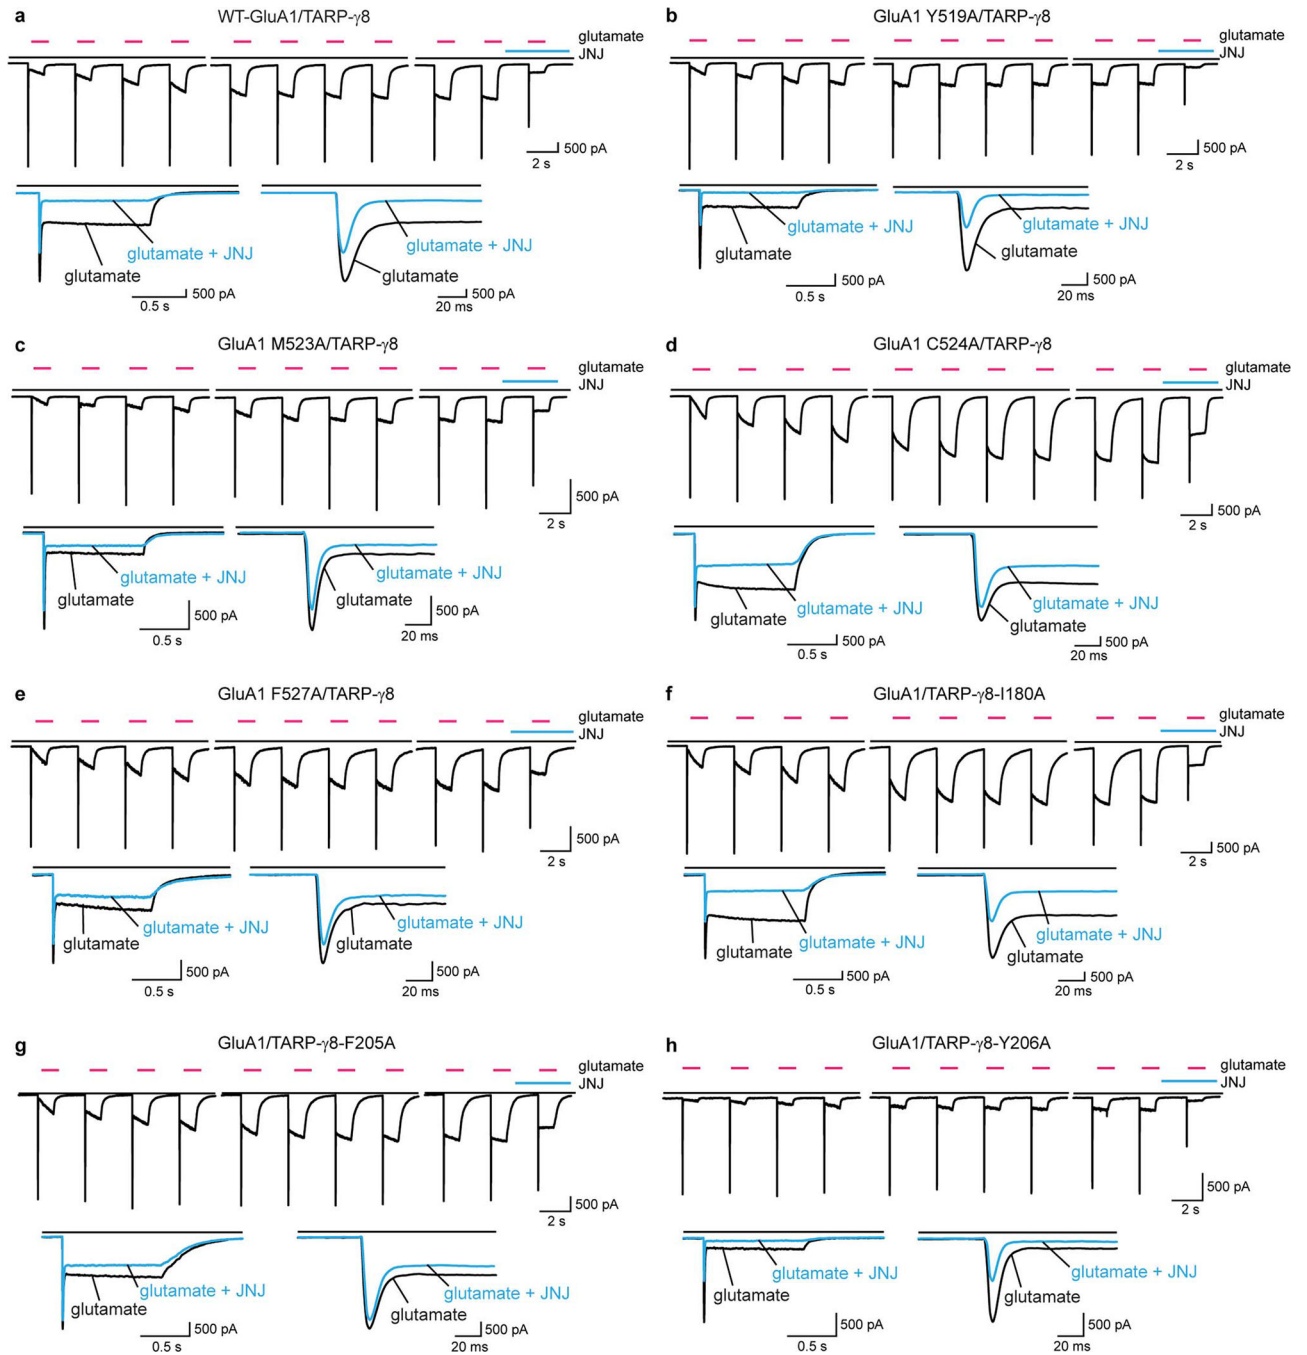 a
WT-GluA1/TARP-γ8
glutamate
JNJ
500 pA
2 s
glutamate + JNJ
glutamate
500 pA
0.5 s
glutamate + JNJ
glutamate
500 pA
20 ms
b
GluA1 Y519A/TARP-γ8
glutamate
JNJ
500 pA
2 s
glutamate + JNJ
glutamate
500 pA
0.5 s
glutamate + JNJ
glutamate
500 pA
20 ms
c
GluA1 M523A/TARP-γ8
glutamate
JNJ
500 pA
2 s
glutamate + JNJ
glutamate
500 pA
0.5 s
glutamate + JNJ
glutamate
500 pA
20 ms
d
GluA1 C524A/TARP-γ8
glutamate
JNJ
500 pA
2 s
glutamate + JNJ
glutamate
500 pA
0.5 s
glutamate + JNJ
glutamate
500 pA
20 ms
e
GluA1 F527A/TARP-γ8
glutamate
JNJ
500 pA
2 s
glutamate + JNJ
glutamate
500 pA
0.5 s
glutamate + JNJ
glutamate
500 pA
20 ms
f
GluA1/TARP-γ8-I180A
glutamate
JNJ
500 pA
2 s
glutamate + JNJ
glutamate
500 pA
0.5 s
glutamate + JNJ
glutamate
500 pA
20 ms
g
GluA1/TARP-γ8-F205A
glutamate
JNJ
500 pA
2 s
glutamate + JNJ
glutamate
500 pA
0.5 s
glutamate + JNJ
glutamate
500 pA
20 ms
h
GluA1/TARP-γ8-Y206A
glutamate
JNJ
500 pA
2 s
glutamate + JNJ
glutamate
500 pA
0.5 s
glutamate + JNJ
glutamate
500 pA
20 ms